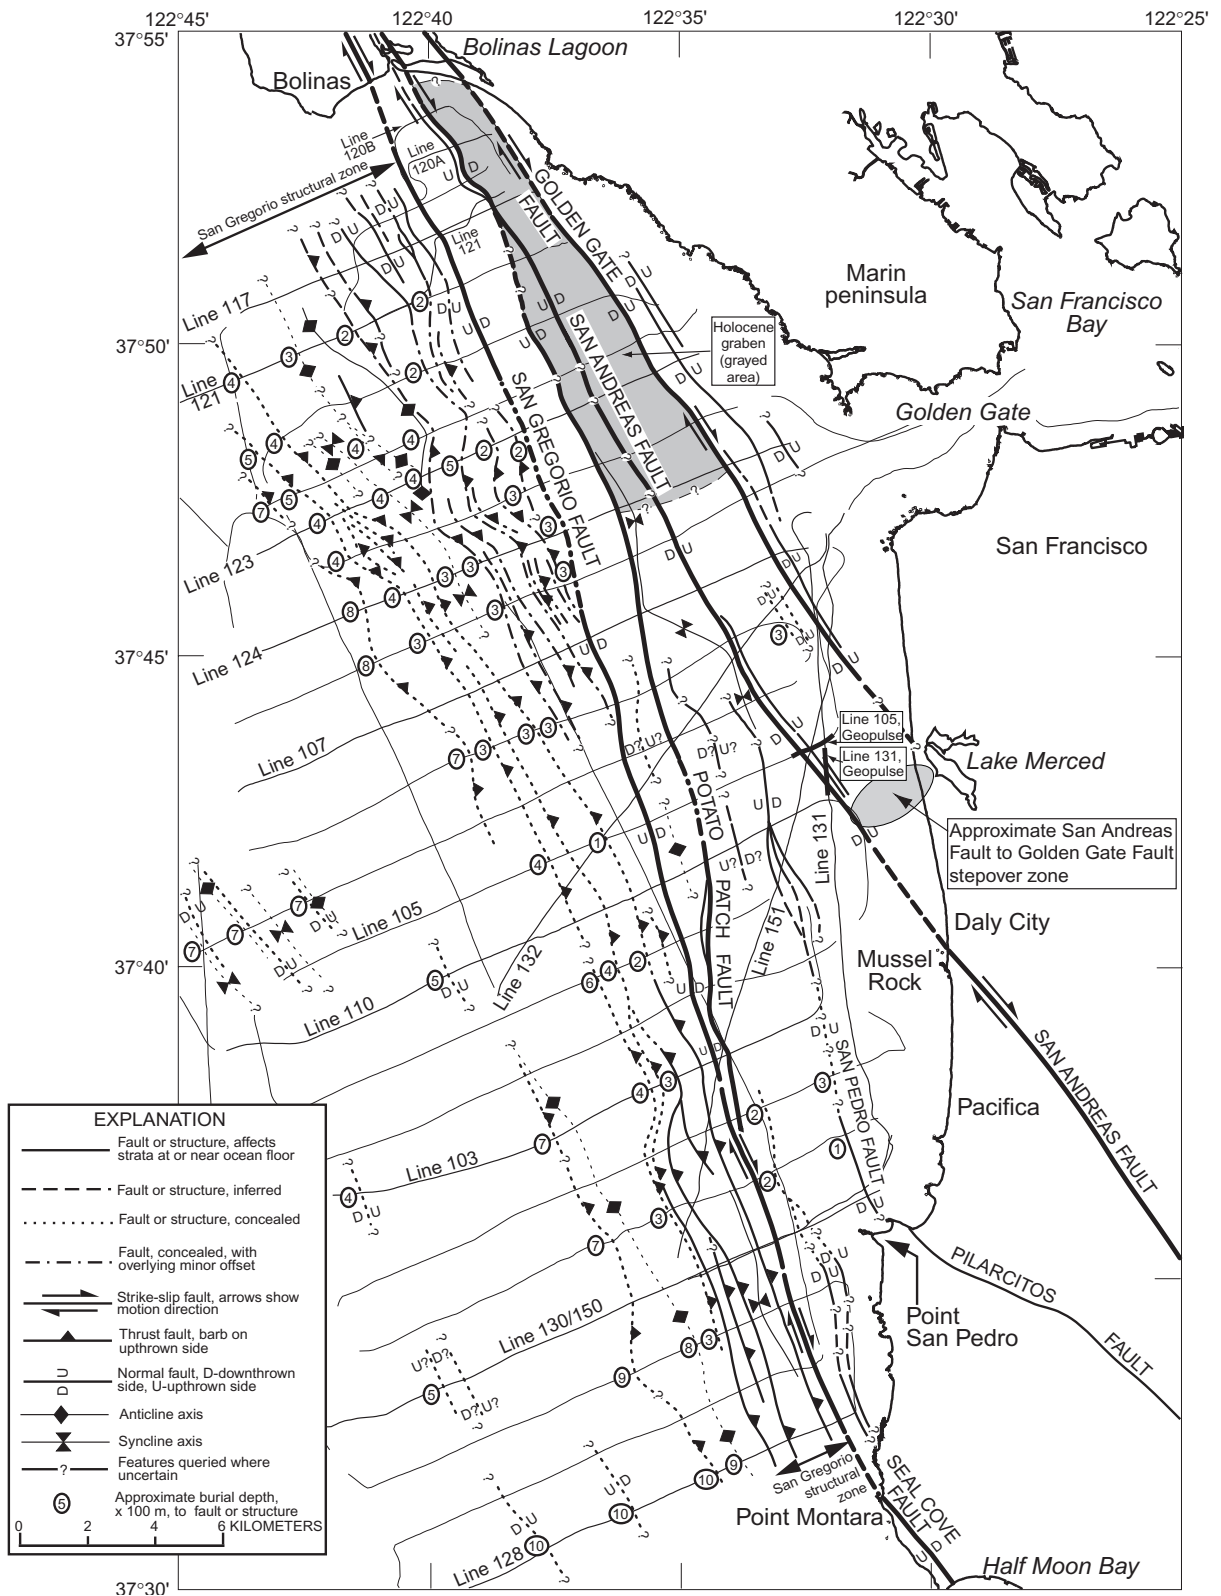 122°45'
122°40'
122°35'
122°30'
122°25'
37°55'
37°50'
37°45'
37°40'
37°30'
Bolinas Lagoon
Bolinas
Line
120B
Line
120A
San Gregorio structural zone
Line
121
GOLDEN GATE
FAULT
Marin
peninsula
San Francisco
Bay
Line 117
Holocene
graben
(grayed
area)
Line
121
SAN GREGORIO FAULT
SAN ANDREAS FAULT
Golden Gate
San Francisco
Line 123
Line 124
Line 107
Line 105,
Geopulse
Line 131,
Geopulse
Lake Merced
Approximate San Andreas
Fault to Golden Gate Fault
stepover zone
POTATO
PATCH
FAULT
Line 131
Line 151
Line 105
Line 132
Line 110
Daly City
Mussel
Rock
SAN ANDREAS FAULT
SAN PEDRO FAULT
Pacifica
Line 103
PILARCITOS
FAULT
Point
San Pedro
Line 130/150
San Gregorio
structural
zone
Point Montara
SEAL COVE
FAULT
Line 128
Half Moon Bay
EXPLANATION
Fault or structure, affects
strata at or near ocean floor
Fault or structure, inferred
Fault or structure, concealed
Fault, concealed, with
overlying minor offset
Strike-slip fault, arrows show
motion direction
Thrust fault, barb on
upthrown side
U
D
Normal fault, D-downthrown
side, U-upthrown side
Anticline axis
Syncline axis
?
Features queried where
uncertain
5
Approximate burial depth,
x 100 m, to fault or structure
0 2 4 6 KILOMETERS